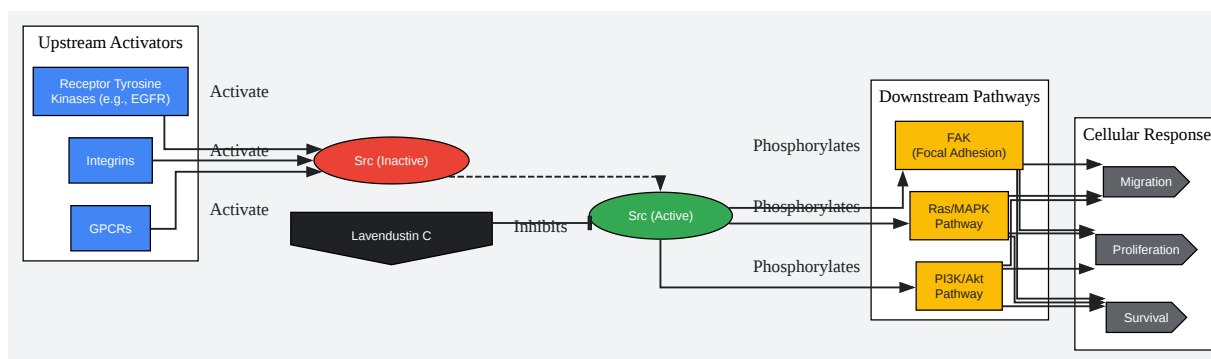 Upstream Activators
Receptor Tyrosine
Kinases (e.g., EGFR)
Integrins
GPCRs
Activate
Activate
Activate
Src (Inactive)
Lavendustin C
Inhibits
Src (Active)
Phosphorylates
Phosphorylates
Phosphorylates
Downstream Pathways
FAK
(Focal Adhesion)
Ras/MAPK
Pathway
PI3K/Akt
Pathway
Cellular Response
Migration
Proliferation
Survival